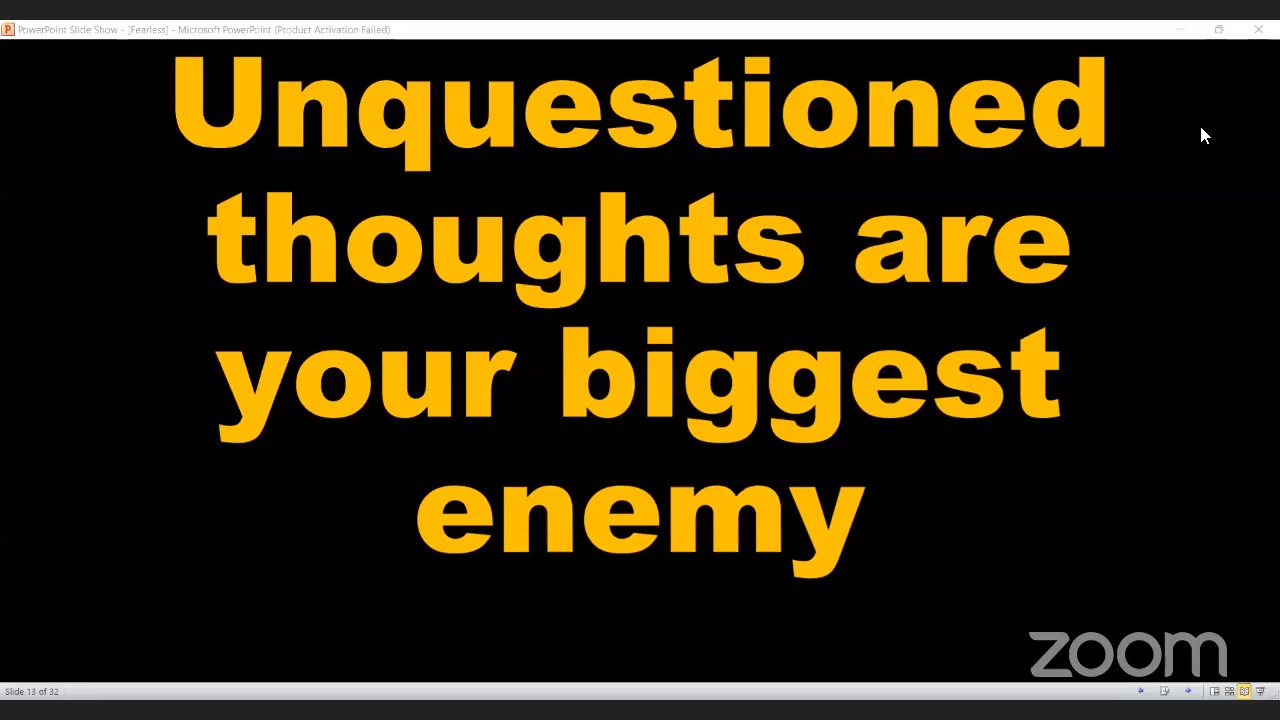 PowerPoint Slide Show - [Fearless] - Microsoft PowerPoint (Product Activation Failed)
Unquestioned
thoughts are
your biggest
enemy
zoom
Slide 13 of 32